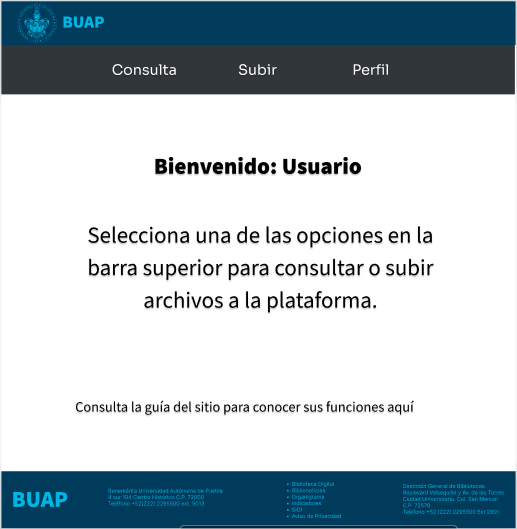 BUAP
Consulta Subir Perfil
Bienvenido: Usuario
Selecciona una de las opciones en la
barra superior para consultar o subir
archivos a la plataforma.
Consulta la guía del sitio para conocer sus funciones aquí
BUAP
Benemérita Universidad Autónoma de Puebla
4 sur 104 Centro Histórico C.P. 72000
Teléfono +52(222) 2295500 ext. 5013
Biblioteca Digital
Biblionoticias
Organigrama
Indicadores
SIGI
Aviso de Privacidad
Dirección General de Bibliotecas
Boulevard Valsequillo y Av. de las Torres
Ciudad Universitaria. Col. San Manuel
C.P. 72570
Teléfono +52 (222) 2295500 Ext 2901